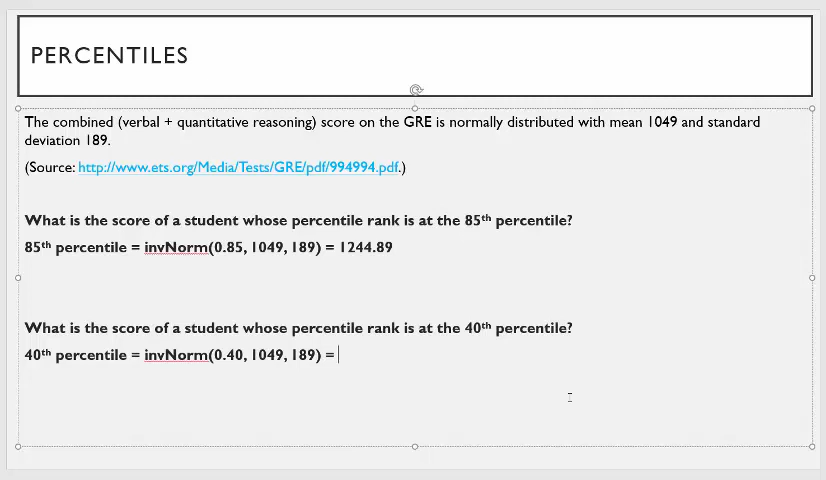 PERCENTILES
The combined (verbal + quantitative reasoning) score on the GRE is normally distributed with mean 1049 and standard
deviation 189.
(Source: http://www.ets.org/Media/Tests/GRE/pdf/994994.pdf.)
What is the score of a student whose percentile rank is at the 85th percentile?
85th percentile = invNorm(0.85, 1049, 189) = 1244.89
What is the score of a student whose percentile rank is at the 40th percentile?
40th percentile = invNorm(0.40, 1049, 189) =